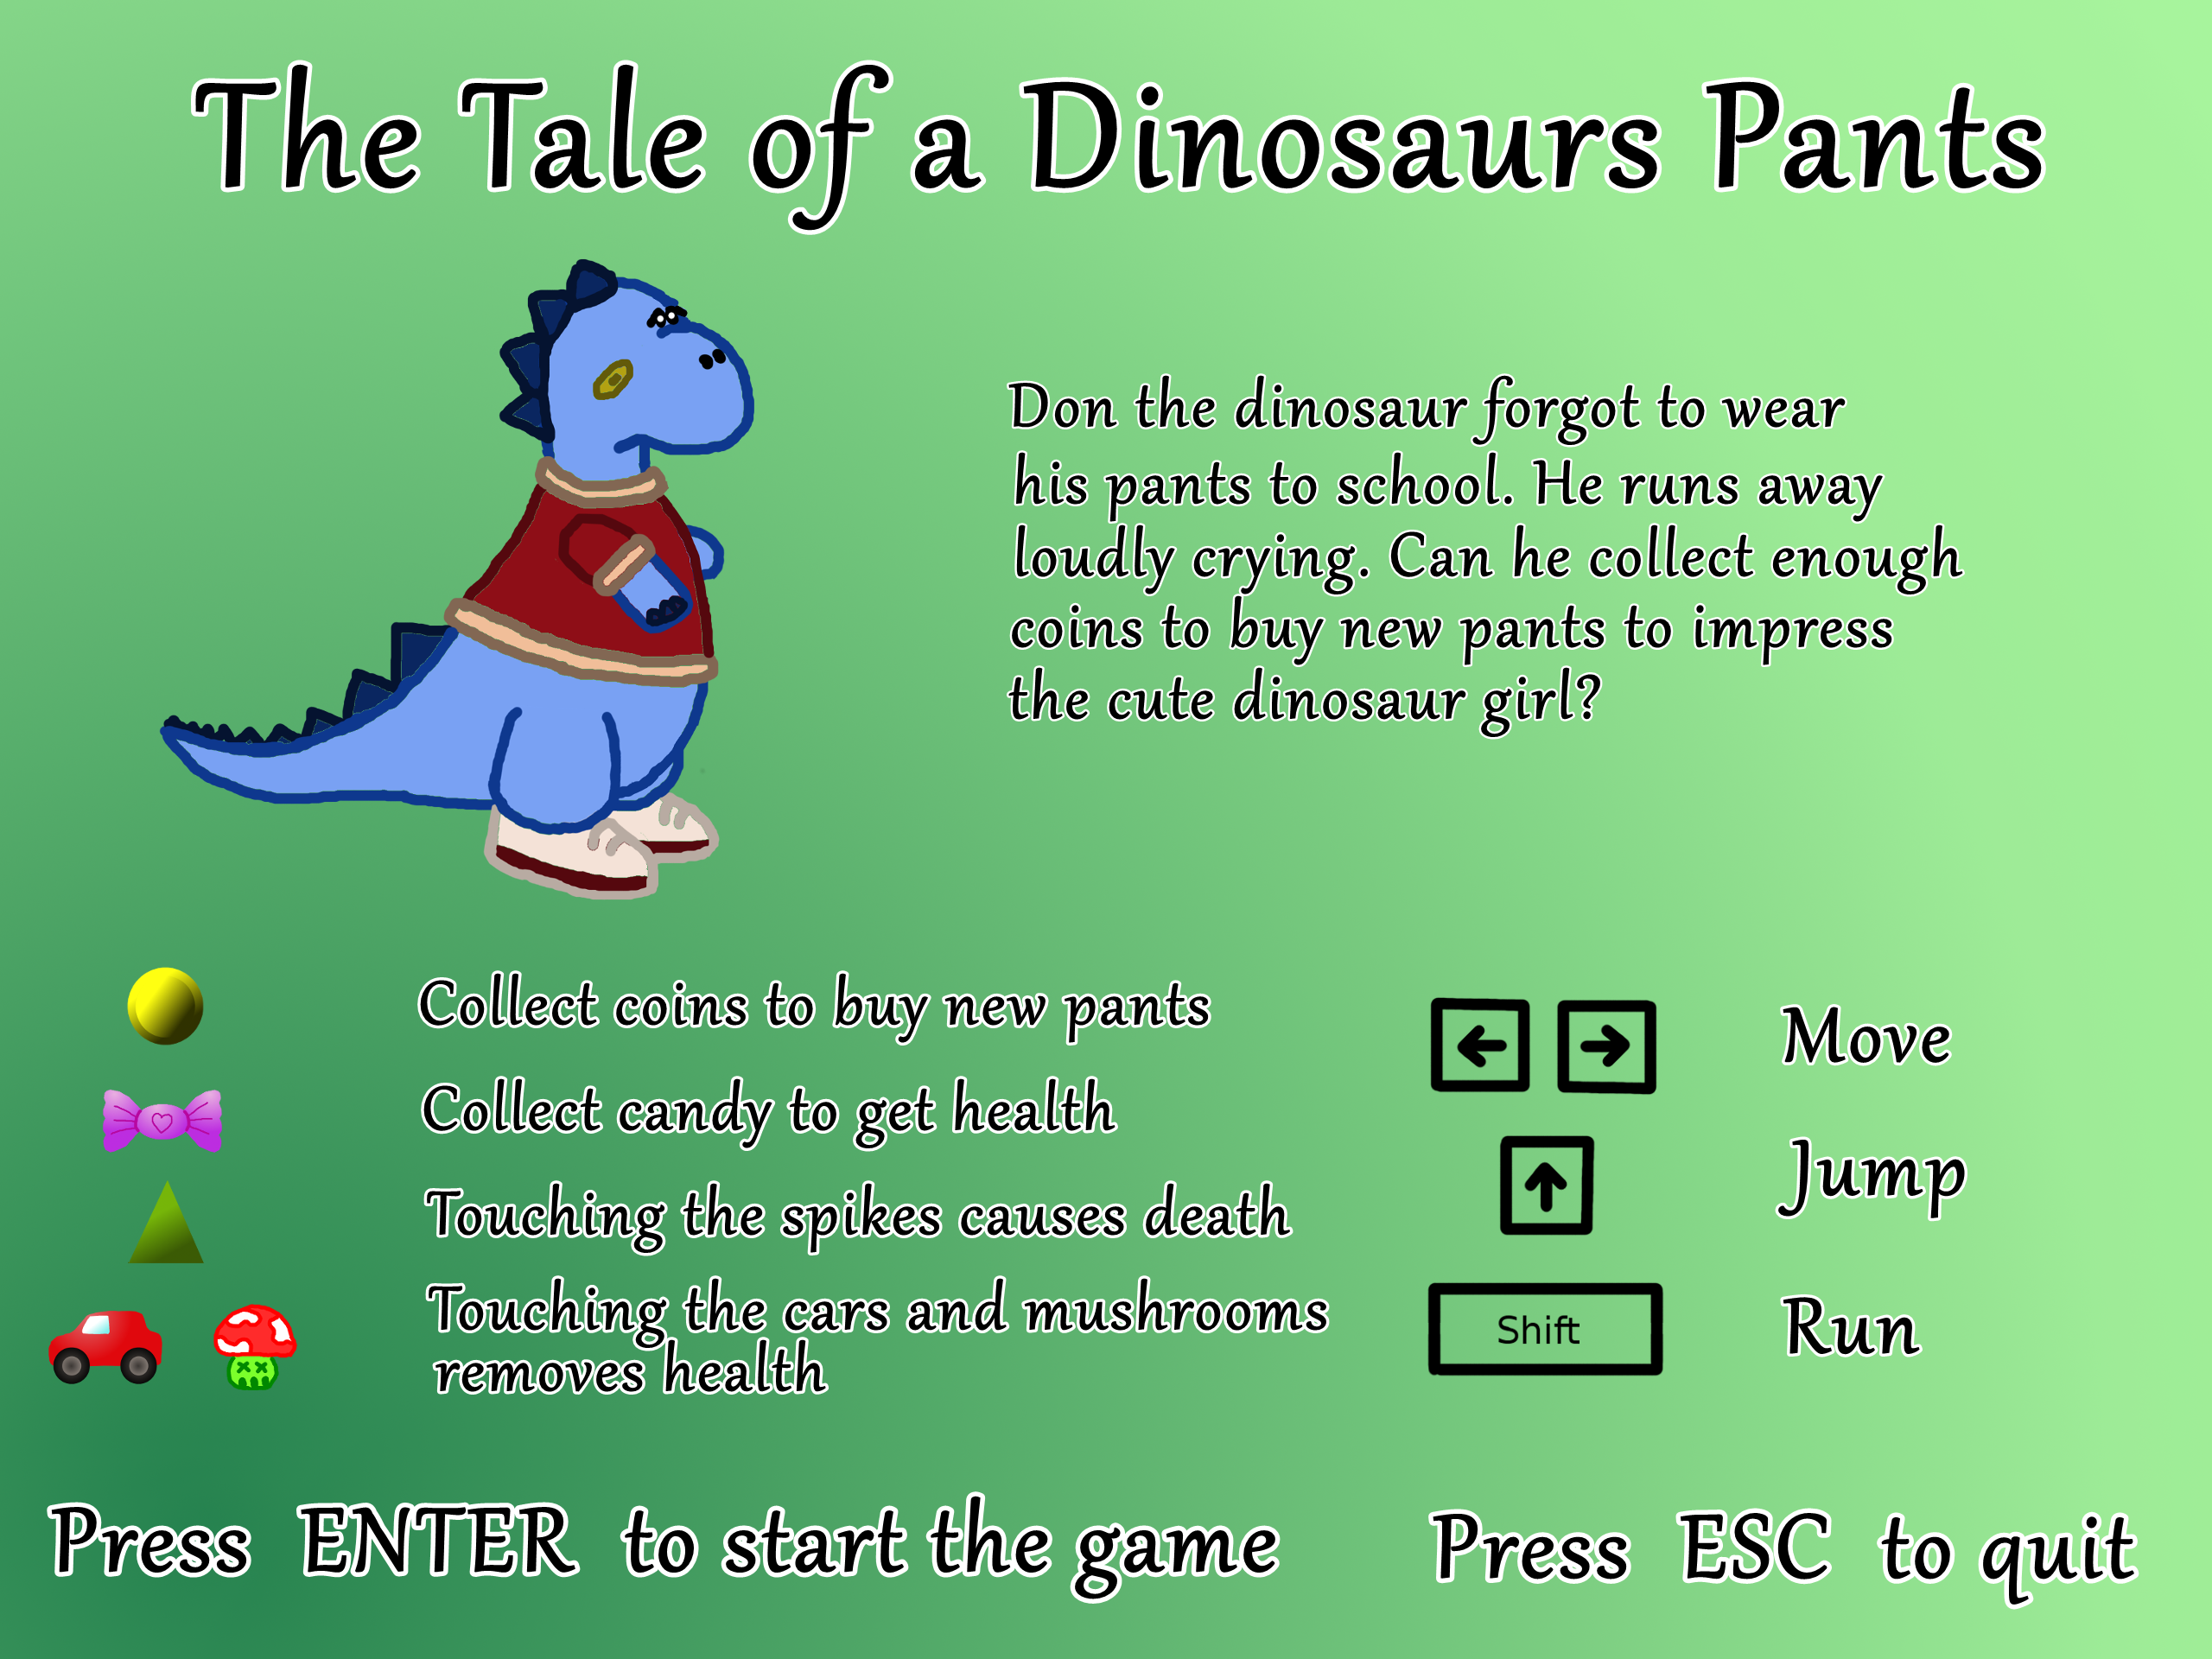 The Tale of a Dinosaurs Pants
Don the dinosaur forgot to wear
his pants to school. He runs away
loudly crying. Can he collect enough
coins to buy new pants to impress
the cute dinosaur girl?
Collect coins to buy new pants
Collect candy to get health
Touching the spikes causes death
Touching the cars and mushrooms
removes health
Move
Jump
Shift
Run
Press ENTER to start the game
Press ESC to quit